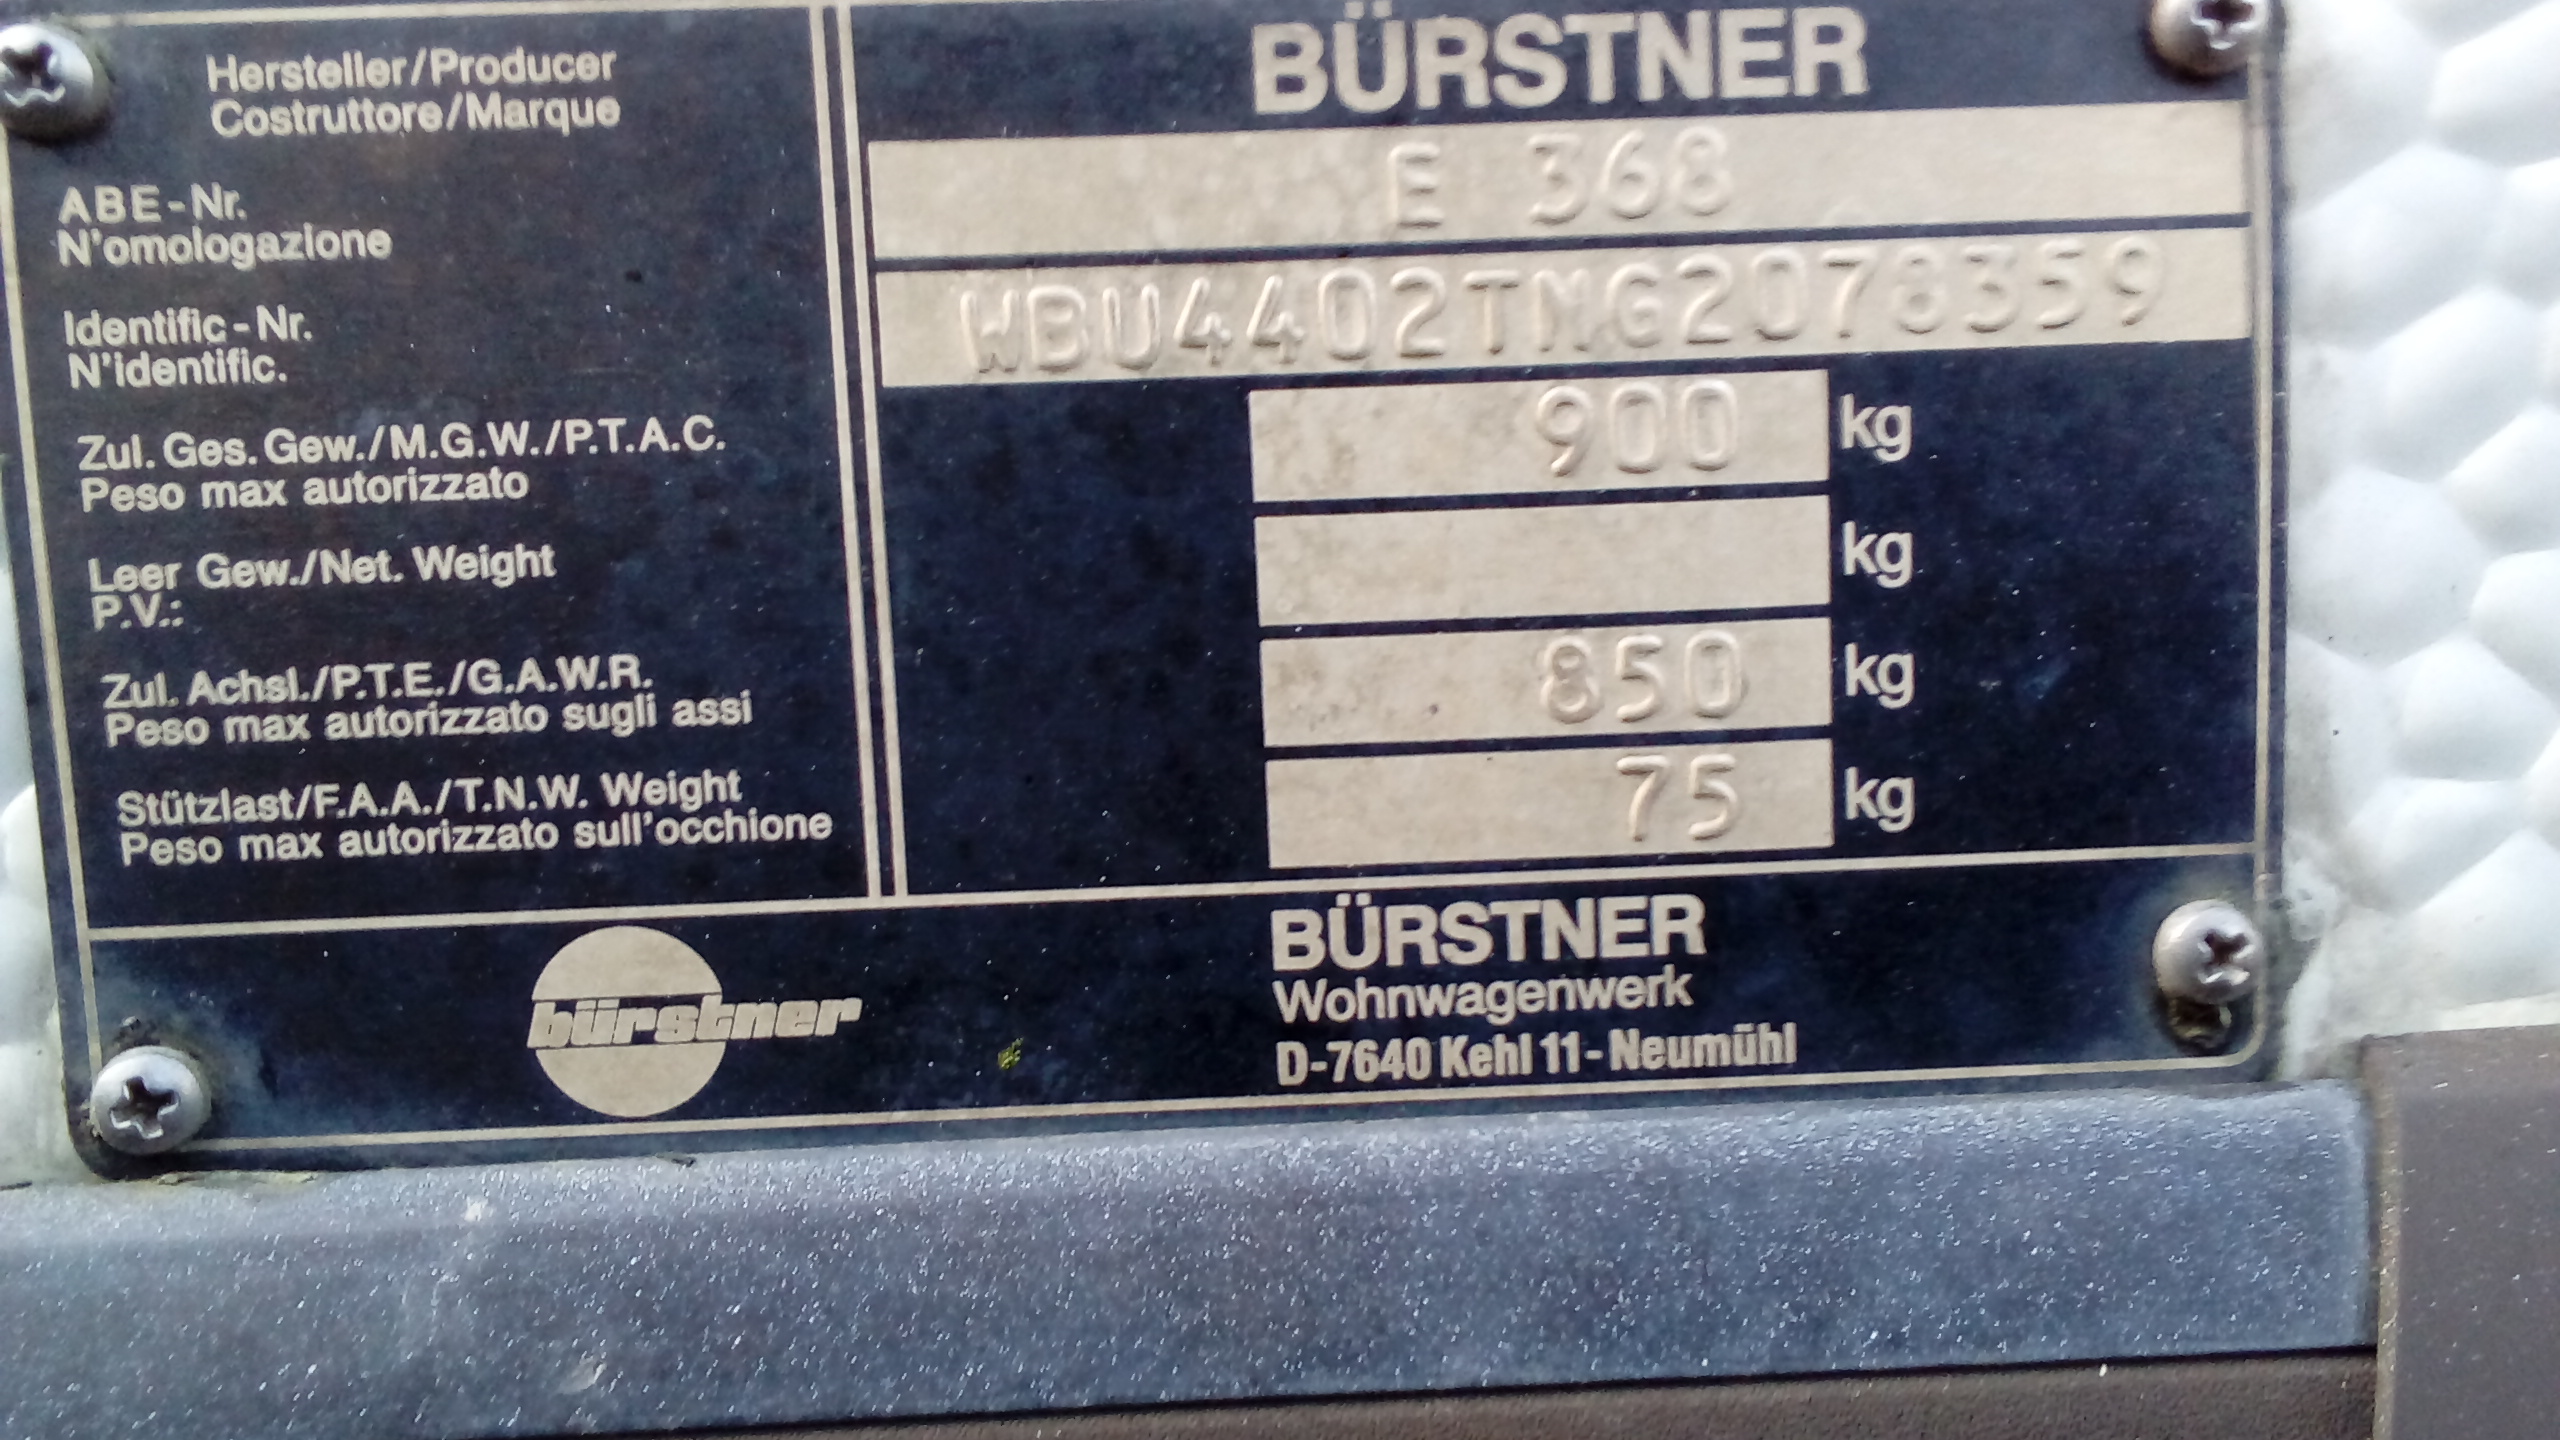 Hersteller/Producer
Costruttore/Marque
BÜRSTNER
ABE-Nr.
N'omologazione
E 368
Identific-Nr.
N'identific.
WBU4402TNG2078359
Zul. Ges. Gew./M.G.W./P.T.A.C.
Peso max autorizzato
900 kg
Leer Gew./Net. Weight
P.V.:
kg
Zul. Achsl./P.T.E./G.A.W.R.
Peso max autorizzato sugli assi
850 kg
Stützlast/F.A.A./T.N.W. Weight
Peso max autorizzato sull'occhione
75 kg
bürstner
BÜRSTNER
Wohnwagenwerk
D-7640 Kehl 11-Neumühl